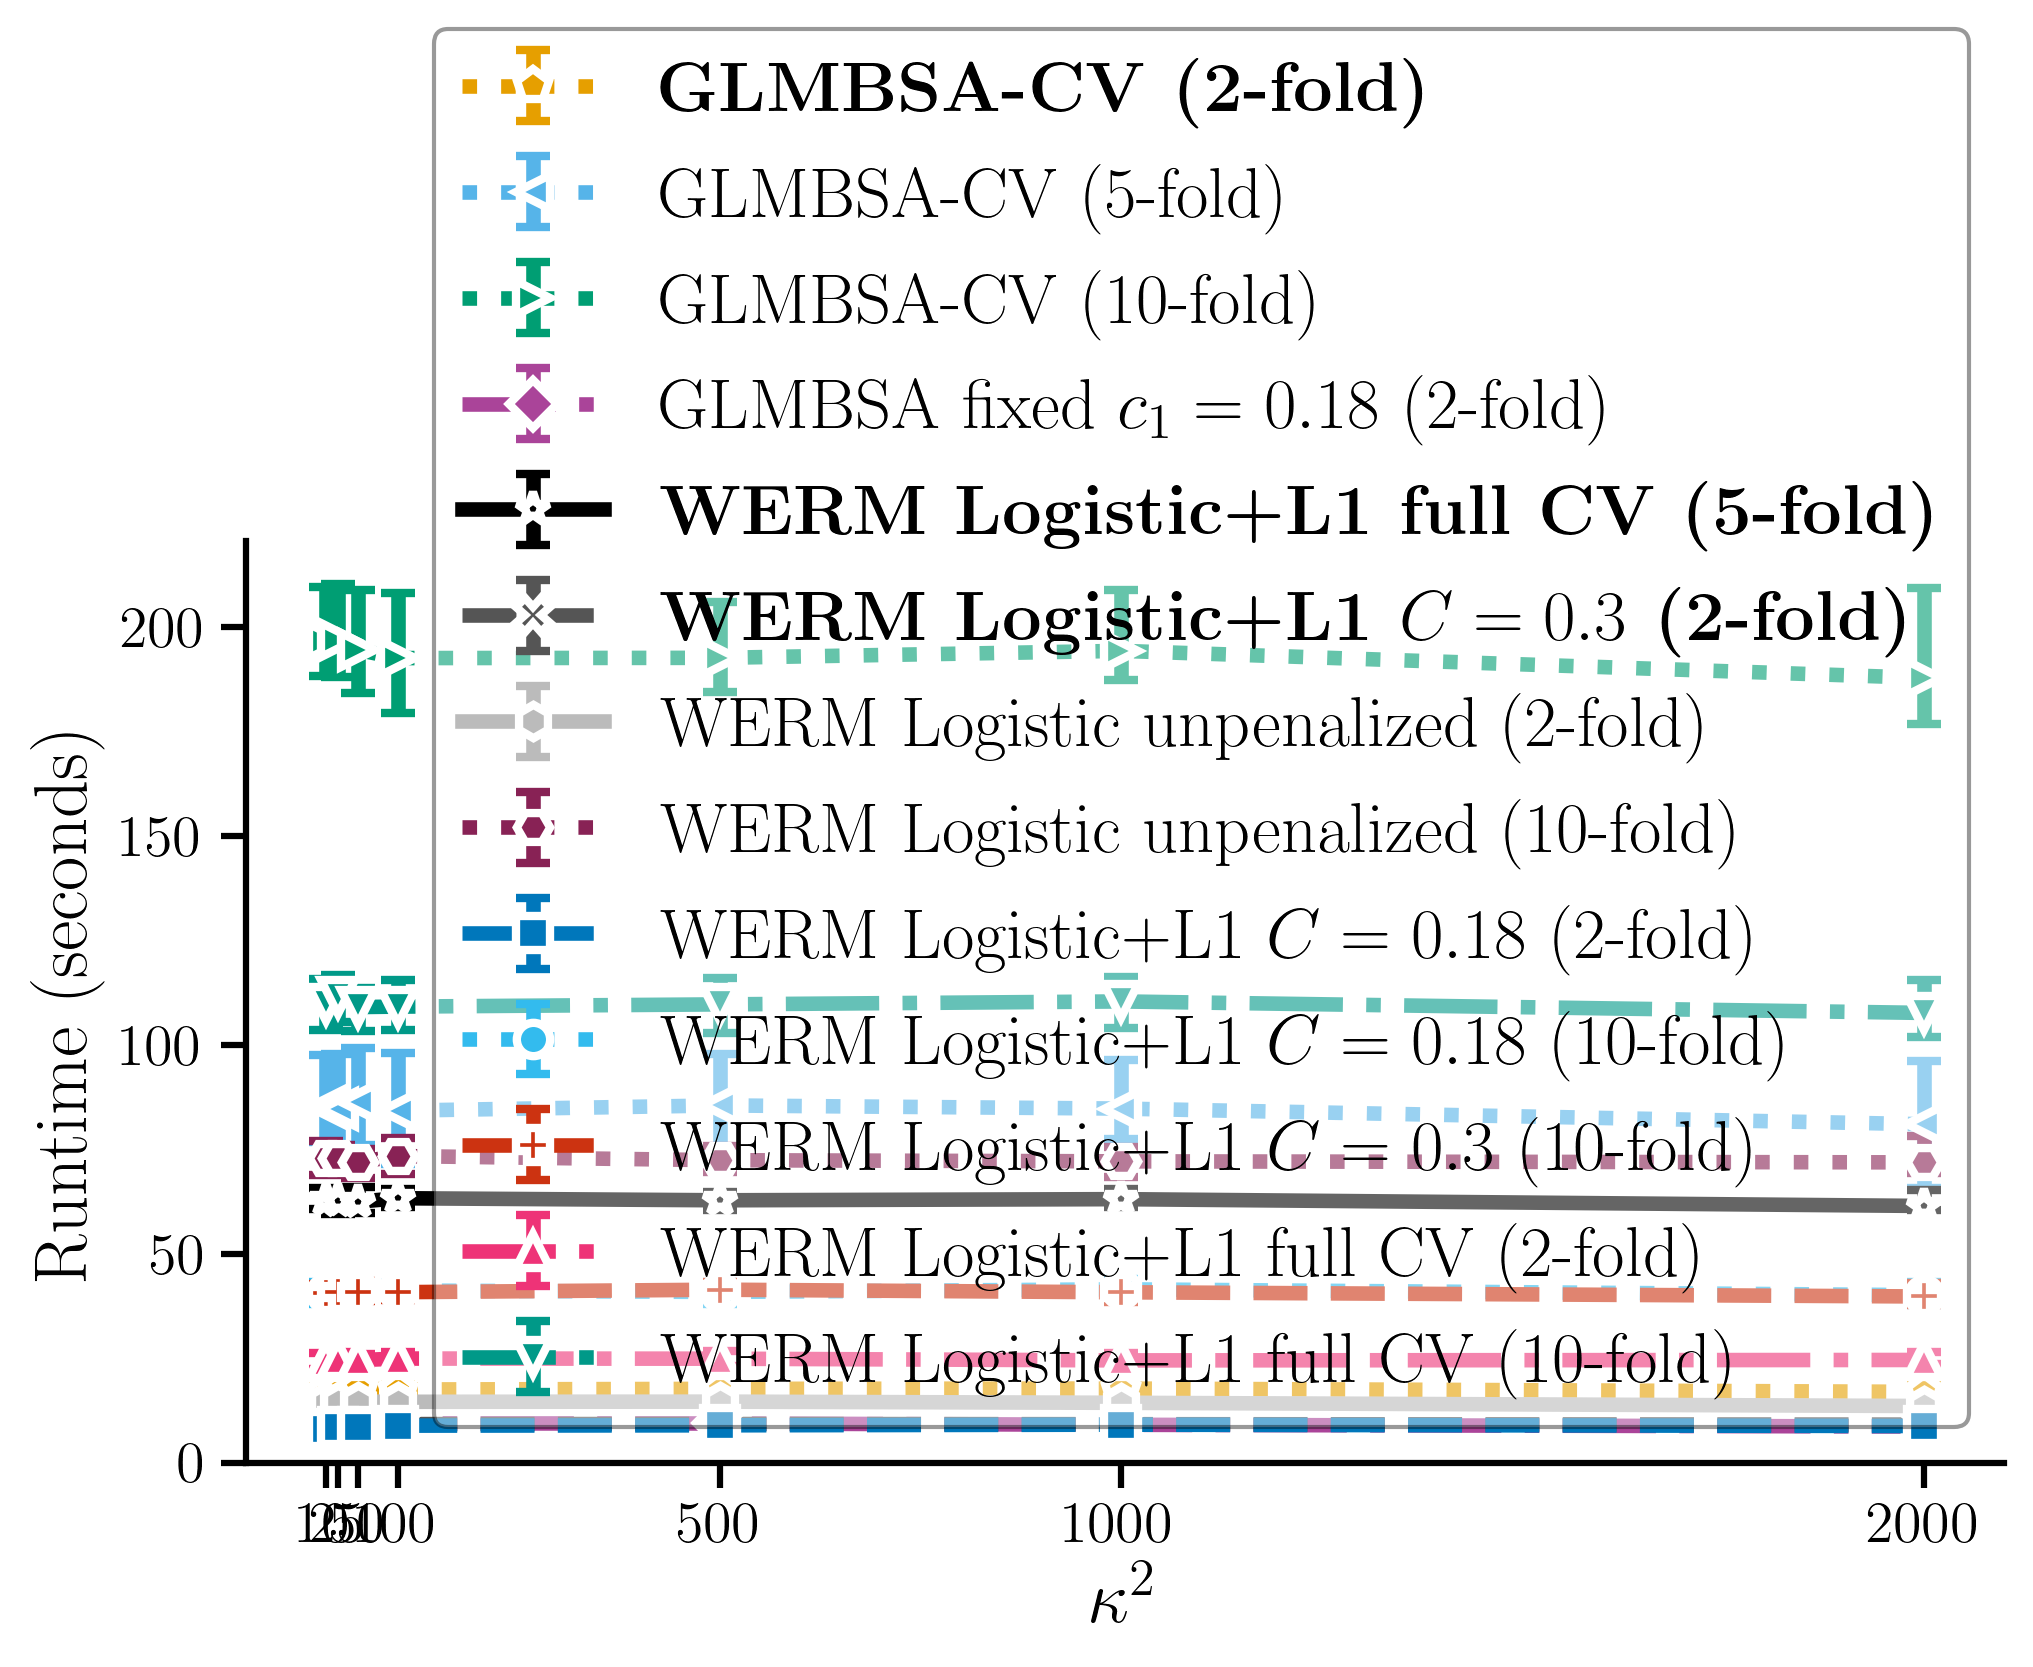 GLMBSA-CV (2-fold)
GLMBSA-CV (5-fold)
GLMBSA-CV (10-fold)
GLMBSA fixed c₁ = 0.18 (2-fold)
WERM Logistic+L1 full CV (5-fold)
WERM Logistic+L1 C = 0.3 (2-fold)
WERM Logistic unpenalized (2-fold)
WERM Logistic unpenalized (10-fold)
WERM Logistic+L1 C = 0.18 (2-fold)
WERM Logistic+L1 C = 0.18 (10-fold)
WERM Logistic+L1 C = 0.3 (10-fold)
WERM Logistic+L1 full CV (2-fold)
WERM Logistic+L1 full CV (10-fold)
Runtime (seconds)
200
150
100
50
0
500
1000
2000
κ²